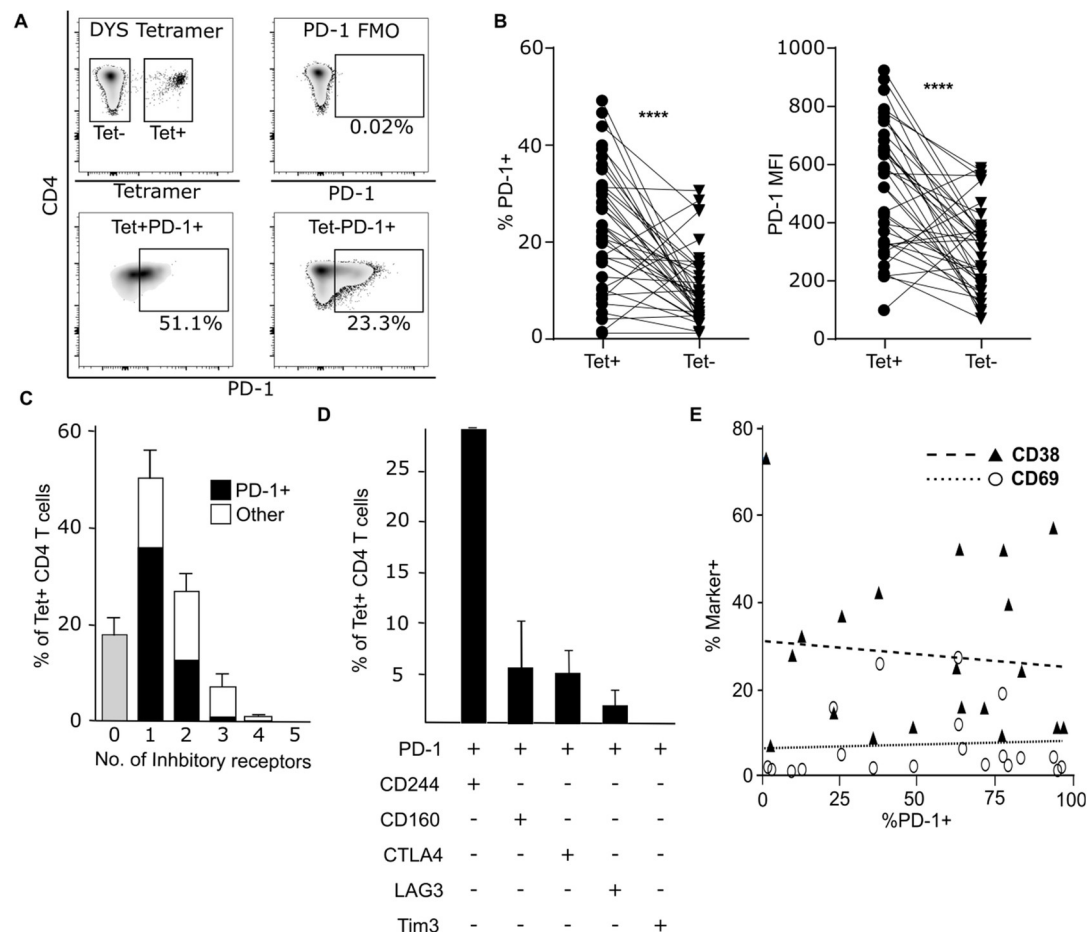 A
DYS Tetramer
Tet-
Tet+
Tetramer
PD-1 FMO
0.02%
PD-1
CD4
Tet+PD-1+
51.1%
Tet-PD-1+
23.3%
PD-1
B
60
40
20
0
% PD-1+
****
Tet+
Tet-
1000
800
600
400
200
0
PD-1 MFI
****
Tet+
Tet-
C
60
40
20
0
% of Tet+ CD4 T cells
PD-1+
Other
0 1 2 3 4 5
No. of Inhbitory receptors
D
25
20
15
10
5
% of Tet+ CD4 T cells
PD-1 + + + + +
CD244 + - - - -
CD160 - + - - -
CTLA4 - - + - -
LAG3 - - - + -
Tim3 - - - - +
E
80
60
40
20
0
% Marker+
CD38
CD69
0 25 50 75 100
%PD-1+